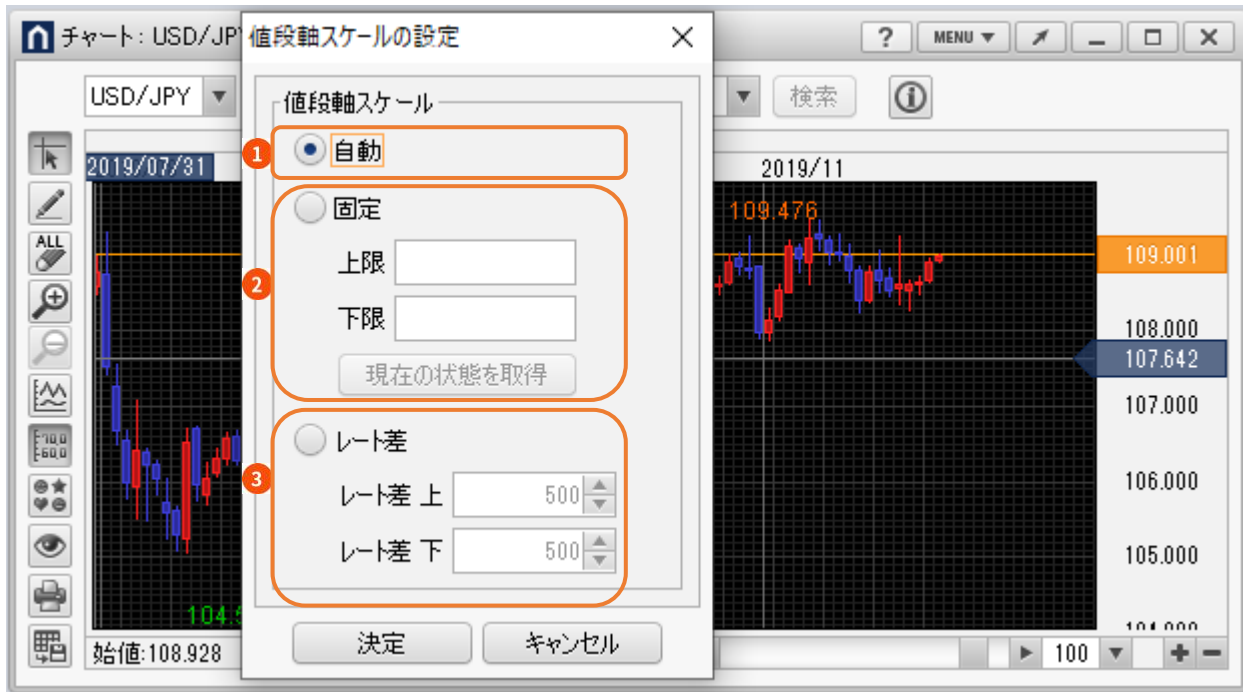 チャート: USD/JP
値段軸スケールの設定
? MENU
USD/JPY
検索
値段軸スケール
1 自動
2019/07/31
2019/11
2 固定
109.476
上限
109.001
下限
108.000
107.642
現在の状態を取得
107.000
ALL
3 レート差
レート差 上 500
106.000
レート差 下 500
105.000
104.
決定 キャンセル
始値:108.928
100